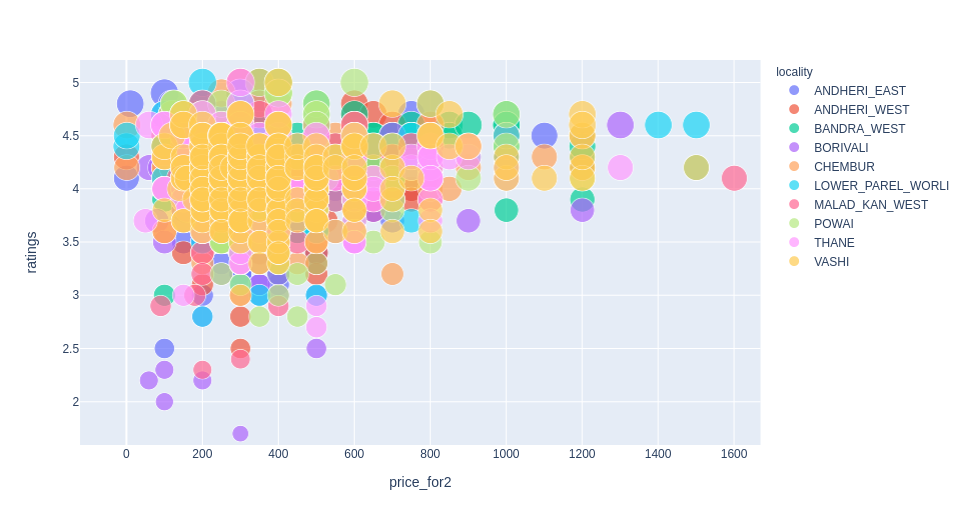 locality
ANDHERI_EAST
ANDHERI_WEST
BANDRA_WEST
BORIVALI
CHEMBUR
LOWER_PAREL_WORLI
MALAD_KAN_WEST
POWAI
THANE
VASHI
5
4.5
4
3.5
3
2.5
2
ratings
0 200 400 600 800 1000 1200 1400 1600
price_for2